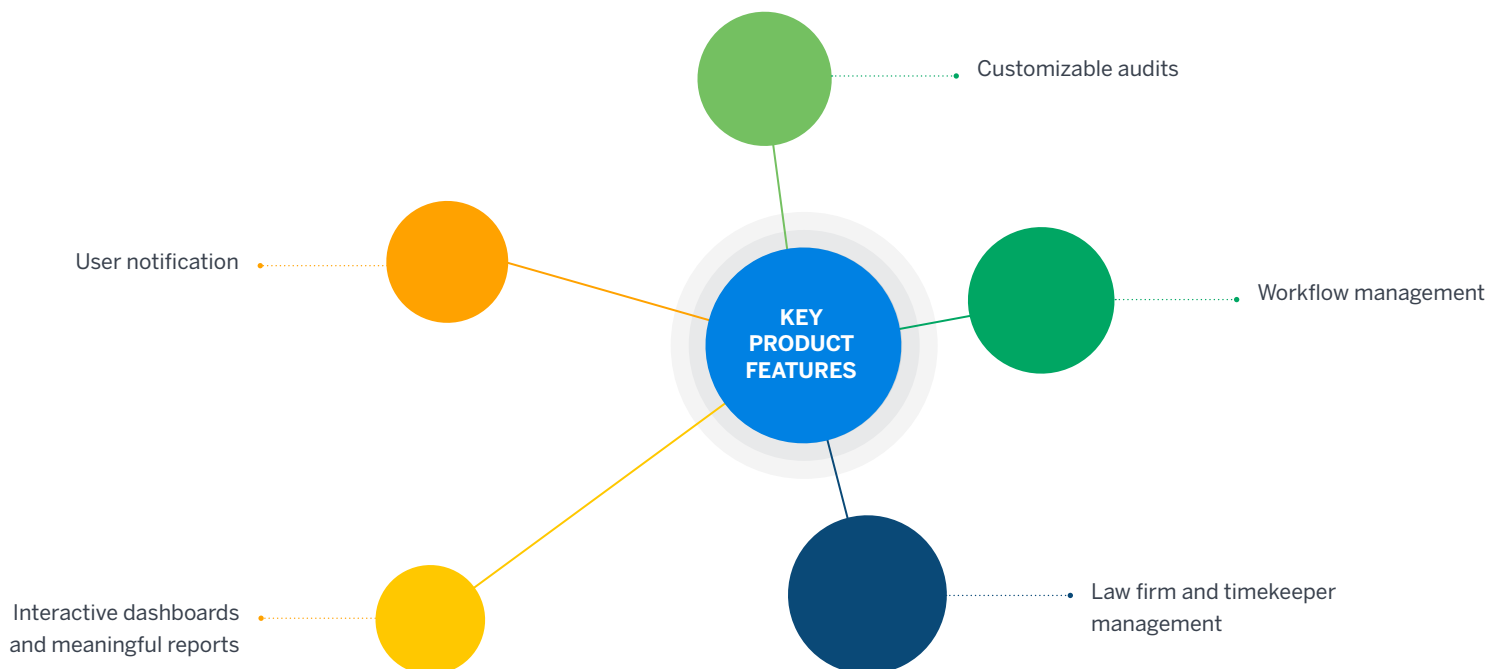 Customizable audits
User notification
Workflow management
KEY
PRODUCT
FEATURES
Interactive dashboards
and meaningful reports
Law firm and timekeeper
management